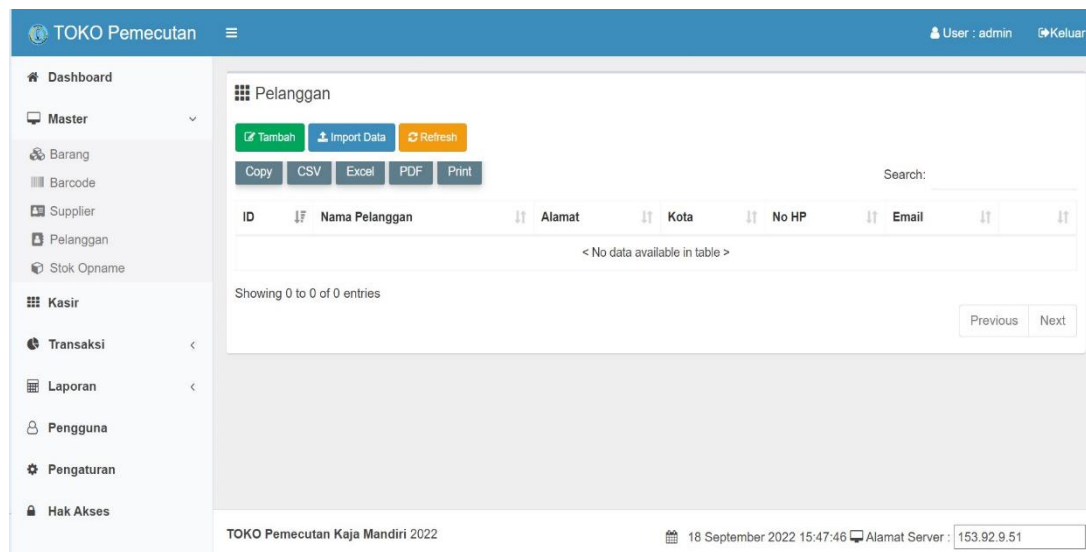 TOKO Pemecutan
User : admin
Keluar
Dashboard
Master
Barang
Barcode
Supplier
Pelanggan
Stok Opname
Kasir
Transaksi
Laporan
Pengguna
Pengaturan
Hak Akses
Pelanggan
Tambah Import Data Refresh
Copy CSV Excel PDF Print
Search:
ID Nama Pelanggan Alamat Kota No HP Email
< No data available in table >
Showing 0 to 0 of 0 entries
Previous Next
TOKO Pemecutan Kaja Mandiri 2022
18 September 2022 15:47:46 Alamat Server : 153.92.9.51